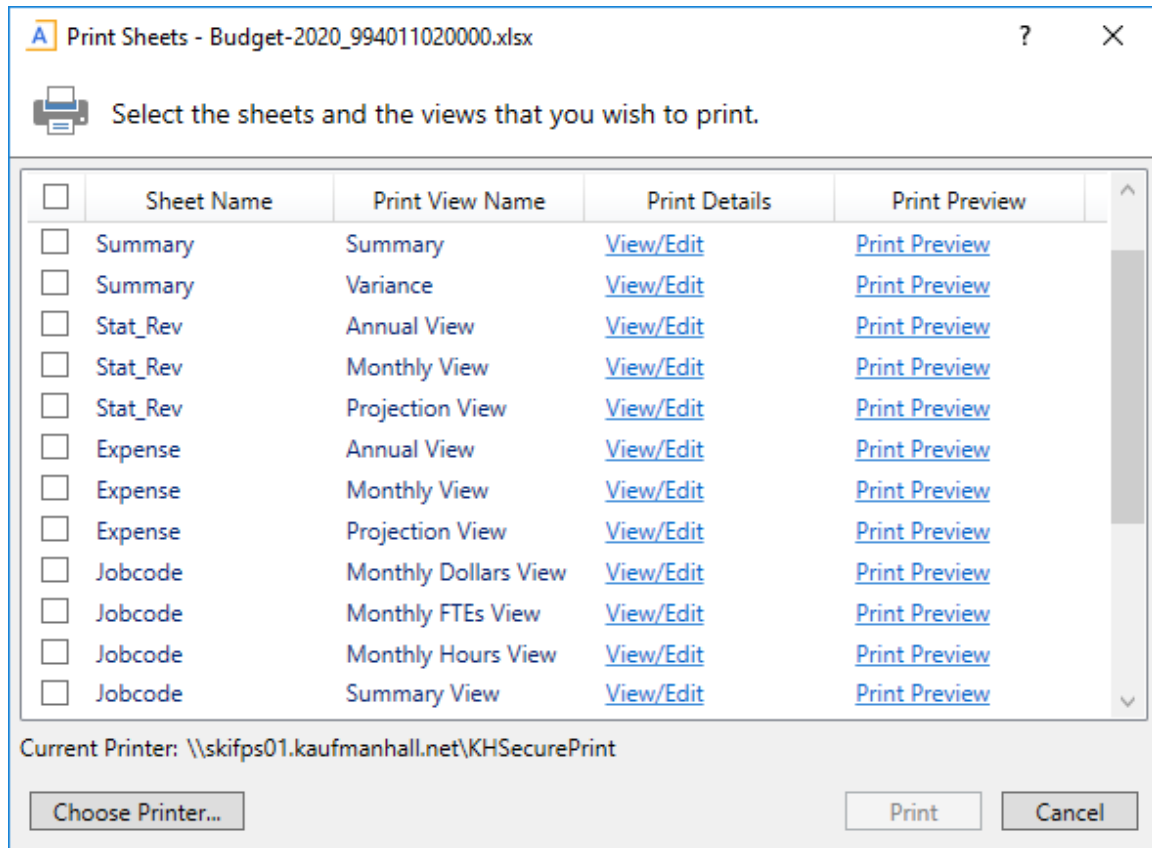 A Print Sheets - Budget-2020_994011020000.xlsx ?
Select the sheets and the views that you wish to print.
Sheet Name Print View Name Print Details Print Preview
Summary Summary View/Edit Print Preview
Summary Variance View/Edit Print Preview
Stat_Rev Annual View View/Edit Print Preview
Stat_Rev Monthly View View/Edit Print Preview
Stat_Rev Projection View View/Edit Print Preview
Expense Annual View View/Edit Print Preview
Expense Monthly View View/Edit Print Preview
Expense Projection View View/Edit Print Preview
Jobcode Monthly Dollars View View/Edit Print Preview
Jobcode Monthly FTEs View View/Edit Print Preview
Jobcode Monthly Hours View View/Edit Print Preview
Jobcode Summary View View/Edit Print Preview
Current Printer: \\skifps01.kaufmanhall.net\KHSecurePrint
Choose Printer... Print Cancel